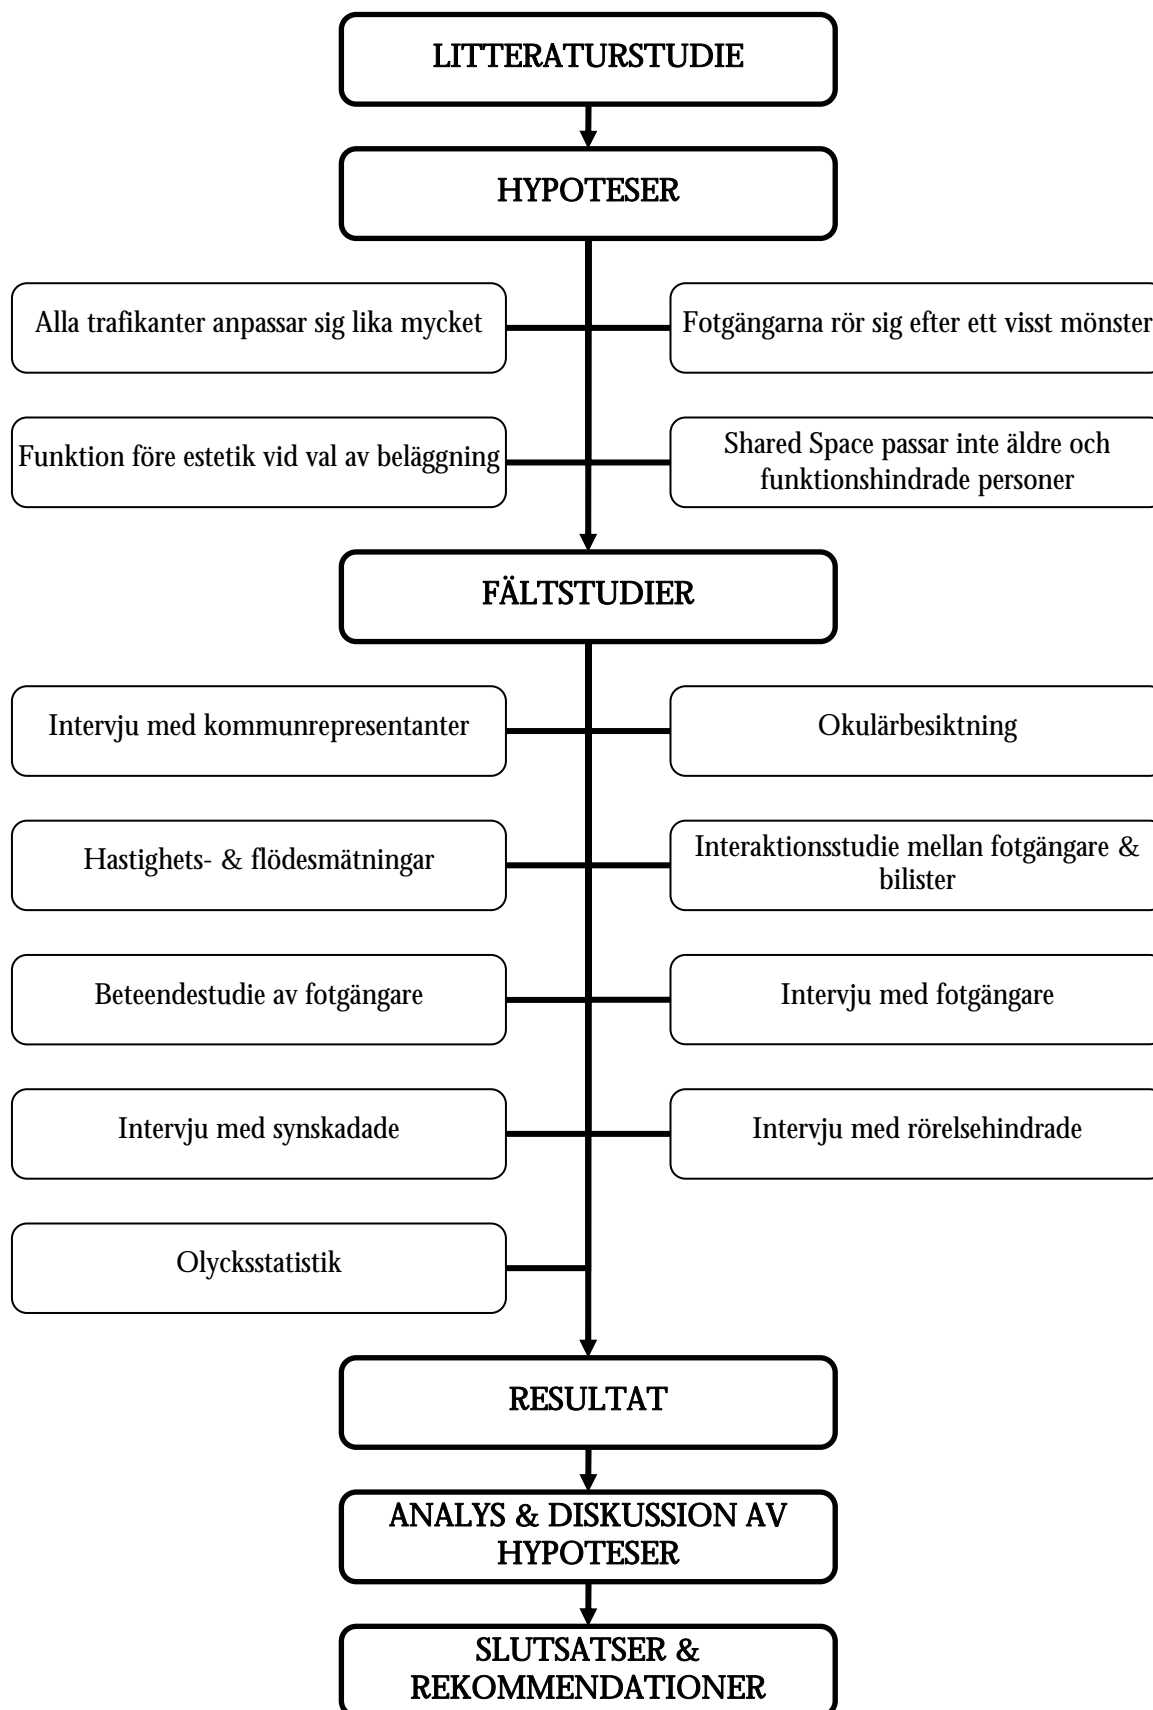 LITTERATURSTUDIE
HYPOTESER
Alla trafikanter anpassar sig lika mycket
Fotgängarna rör sig efter ett visst mönster
Funktion före estetik vid val av beläggning
Shared Space passar inte äldre och
funktionshindrade personer
FÄLTSTUDIER
Intervju med kommunrepresentanter
Okulärbesiktning
Hastighets- & flödesmätningar
Interaktionsstudie mellan fotgängare &
bilister
Beteendestudie av fotgängare
Intervju med fotgängare
Intervju med synskadade
Intervju med rörelsehindrade
Olycksstatistik
RESULTAT
ANALYS & DISKUSSION AV
HYPOTESER
SLUTSATSER &
REKOMMENDATIONER